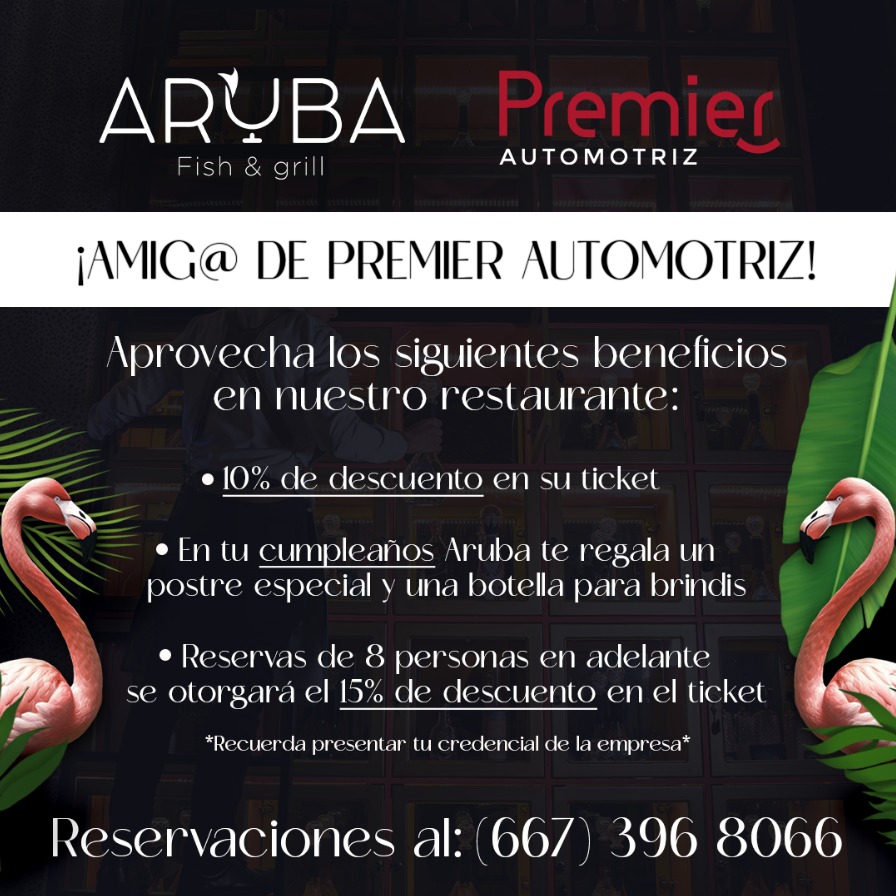 ARUBA
Fish & grill
Premier
AUTOMOTRIZ
¡AMIG@ DE PREMIER AUTOMOTRIZ!
Aprovecha los siguientes beneficios
en nuestro restaurante:
• 10% de descuento en su ticket
• En tu cumpleaños Aruba te regala un
postre especial y una botella para brindis
• Reservas de 8 personas en adelante
se otorgará el 15% de descuento en el ticket
*Recuerda presentar tu credencial de la empresa*
Reservaciones al: (667) 396 8066